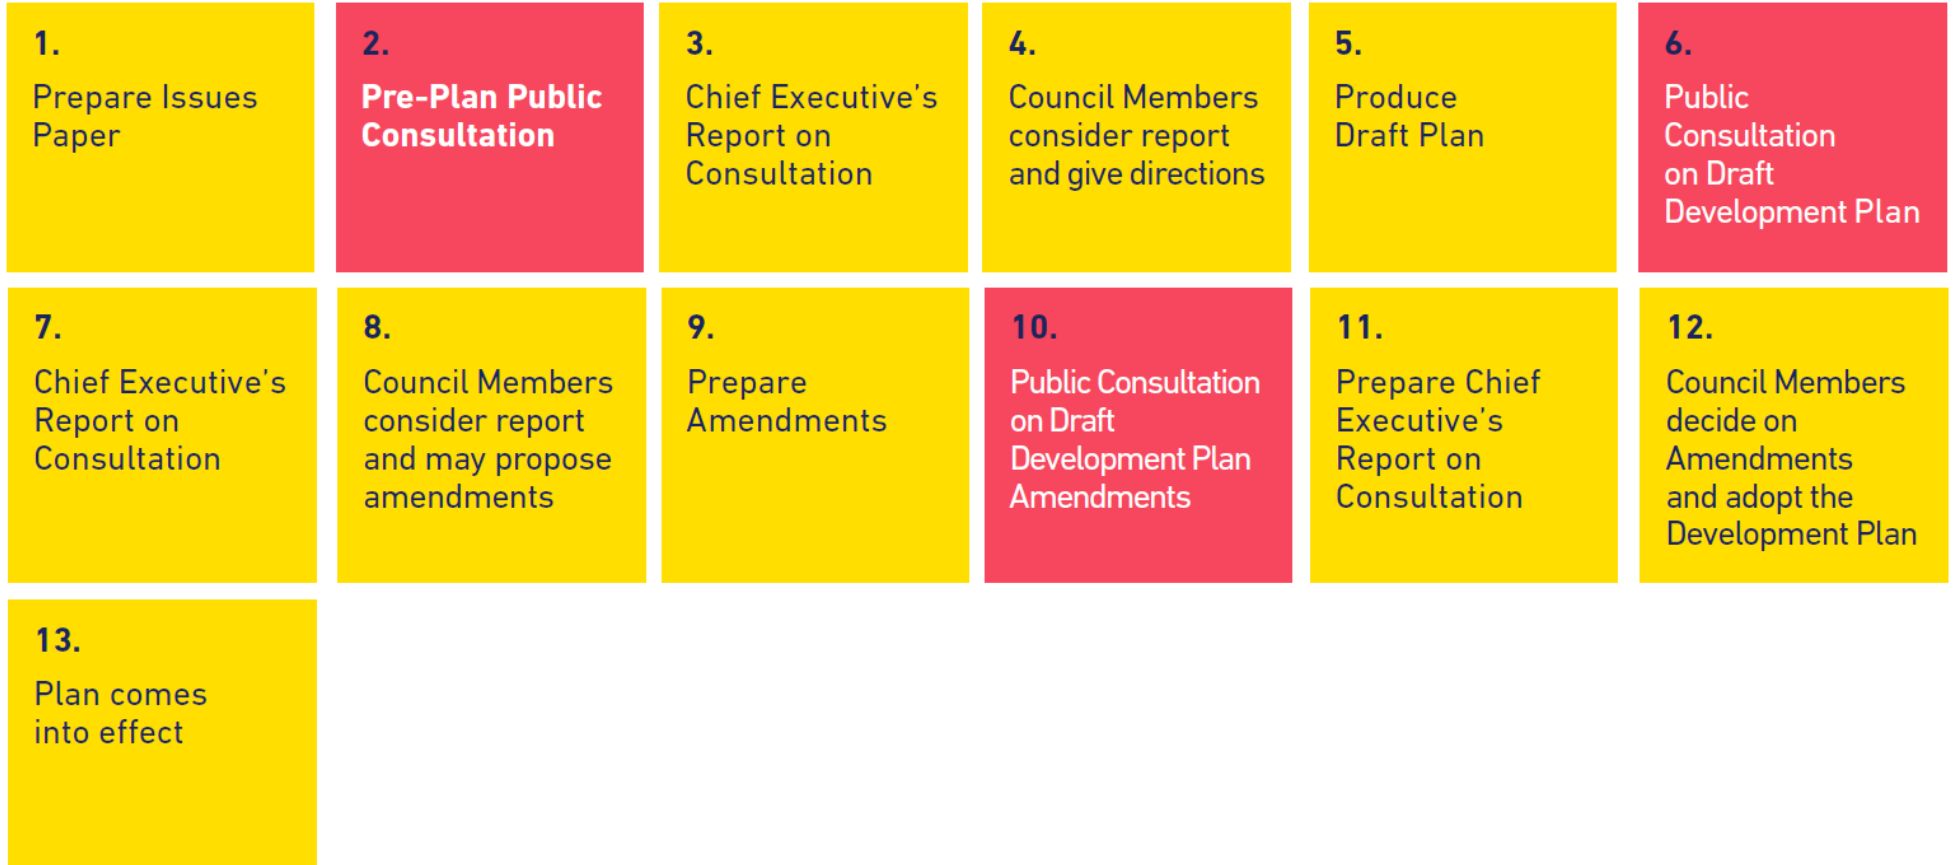 1.
Prepare Issues
Paper
2.
Pre-Plan Public
Consultation
3.
Chief Executive's
Report on
Consultation
4.
Council Members
consider report
and give directions
5.
Produce
Draft Plan
6.
Public
Consultation
on Draft
Development Plan
7.
Chief Executive's
Report on
Consultation
8.
Council Members
consider report
and may propose
amendments
9.
Prepare
Amendments
10.
Public Consultation
on Draft
Development Plan
Amendments
11.
Prepare Chief
Executive's
Report on
Consultation
12.
Council Members
decide on
Amendments
and adopt the
Development Plan
13.
Plan comes
into effect